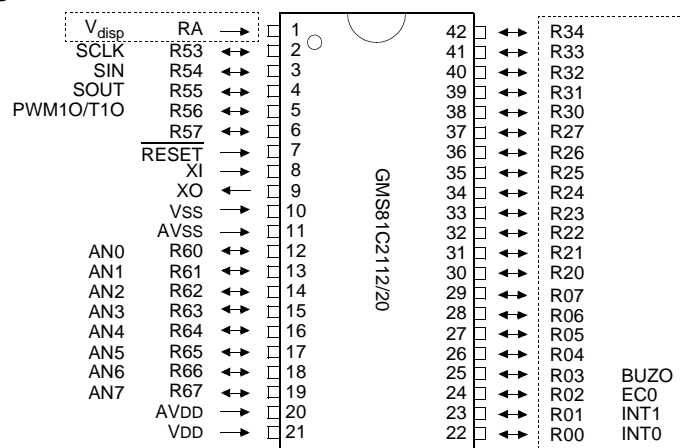 Vdisp RA 1 42 R34
SCLK R53 2 41 R33
SIN R54 3 40 R32
SOUT R55 4 39 R31
PWM1O/T1O R56 5 38 R30
R57 6 37 R27
RESET 7 36 R26
XI 8 35 R25
XO 9 34 R24
VSS 10 33 R23
AVSS 11 32 R22
AN0 R60 12 31 R21
AN1 R61 13 30 R20
AN2 R62 14 29 R07
AN3 R63 15 28 R06
AN4 R64 16 27 R05
AN5 R65 17 26 R04
AN6 R66 18 25 R03 BUZO
AN7 R67 19 24 R02 EC0
AVDD 20 23 R01 INT1
VDD 21 22 R00 INT0
GMS81C2112/20